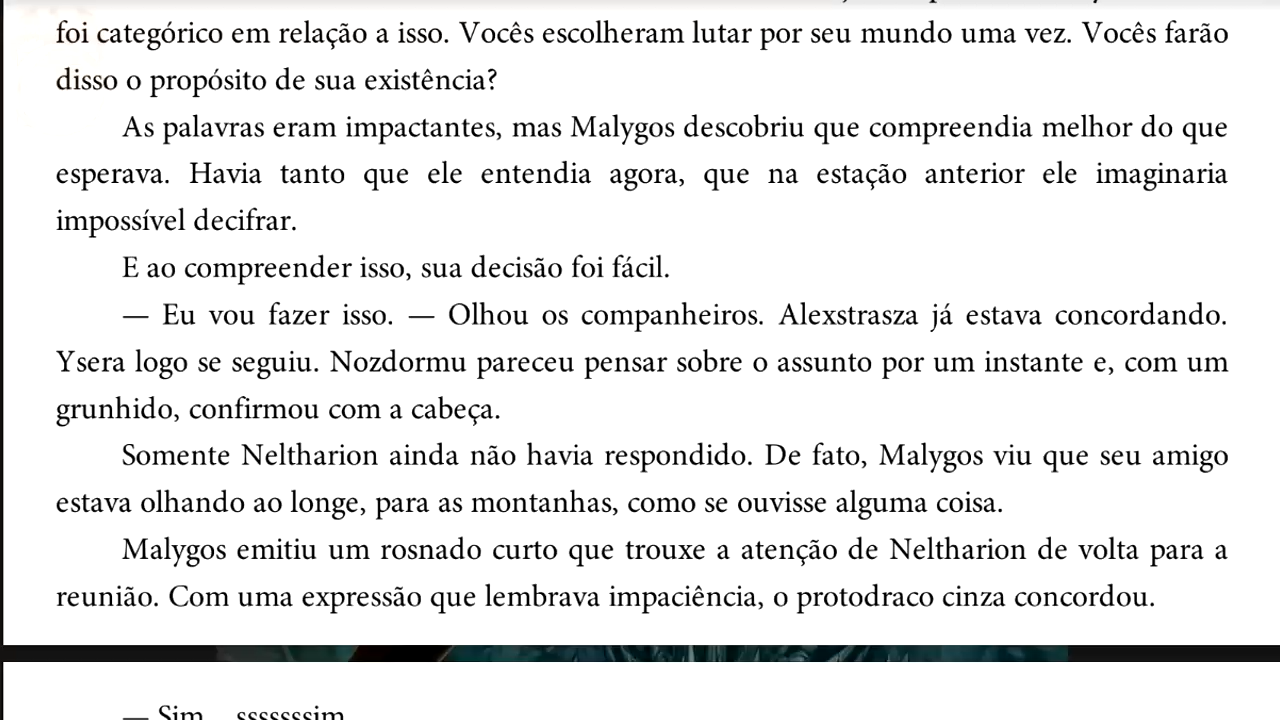 foi categórico em relação a isso. Vocês escolheram lutar por seu mundo uma vez. Vocês farão
disso o propósito de sua existência?
As palavras eram impactantes, mas Malygos descobriu que compreendia melhor do que
esperava. Havia tanto que ele entendia agora, que na estação anterior ele imaginaria
impossível decifrar.
E ao compreender isso, sua decisão foi fácil.
— Eu vou fazer isso. — Olhou os companheiros. Alexstrasza já estava concordando.
Ysera logo se seguiu. Nozdormu pareceu pensar sobre o assunto por um instante e, com um
grunhido, confirmou com a cabeça.
Somente Neltharion ainda não havia respondido. De fato, Malygos viu que seu amigo
estava olhando ao longe, para as montanhas, como se ouvisse alguma coisa.
Malygos emitiu um rosnado curto que trouxe a atenção de Neltharion de volta para a
reunião. Com uma expressão que lembrava impaciência, o protodraco cinza concordou.
— Sim... ssssssssim